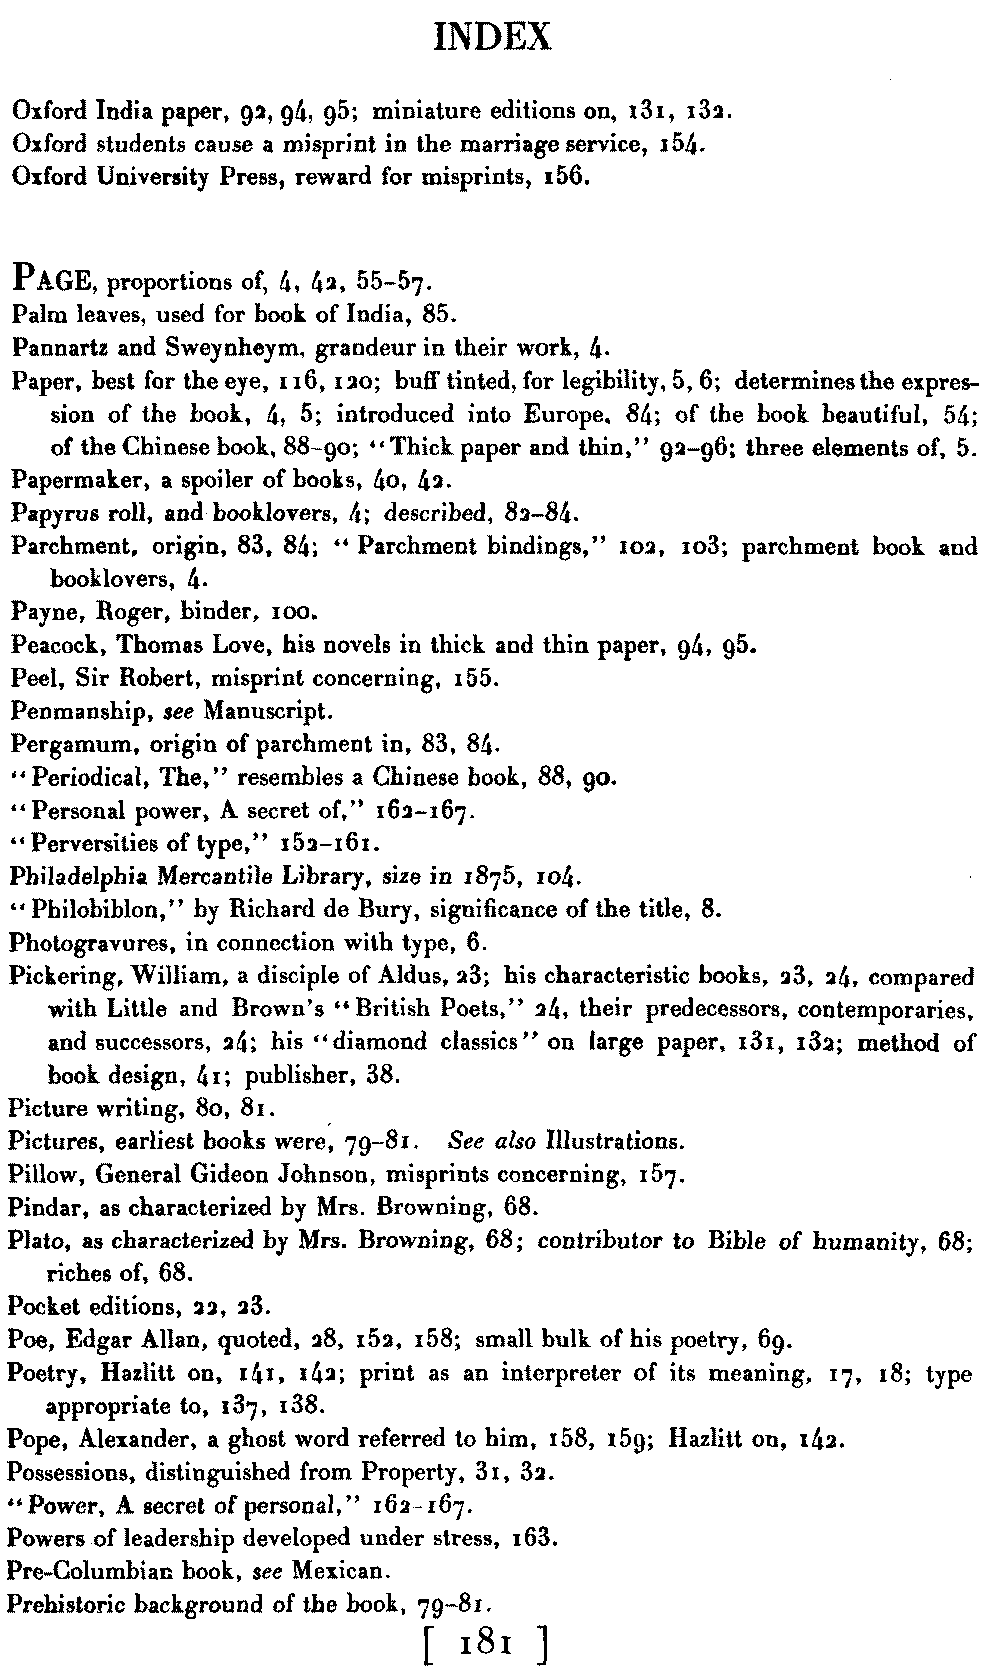 INDEX
Oxford India paper, 92, 94, 95; miniature editions on, 131, 132.
Oxford students cause a misprint in the marriage service, 154.
Oxford University Press, reward for misprints, 156.
PAGE, proportions of, 4, 42, 55–57.
Palm leaves, used for book of India, 85.
Pannartz and Sweynheym, grandeur in their work, 4.
Paper, best for the eye, 116, 120; buff tinted, for legibility, 5, 6; determines the expres-
sion of the book, 4, 5; introduced into Europe, 84; of the book beautiful, 54;
of the Chinese book, 88–90; “Thick paper and thin,” 92–96; three elements of, 5.
Papermaker, a spoiler of books, 40, 42.
Papyrus roll, and booklovers, 4; described, 82–84.
Parchment, origin, 83, 84; “Parchment bindings,” 102, 103; parchment book and
booklovers, 4.
Payne, Roger, binder, 100.
Peacock, Thomas Love, his novels in thick and thin paper, 94, 95.
Peel, Sir Robert, misprint concerning, 155.
Penmanship, see Manuscript.
Pergamum, origin of parchment in, 83, 84.
“Periodical, The,” resembles a Chinese book, 88, 90.
“Personal power, A secret of,” 162–167.
“Perversities of type,” 152–161.
Philadelphia Mercantile Library, size in 1875, 104.
“Philobiblon,” by Richard de Bury, significance of the title, 8.
Photogravures, in connection with type, 6.
Pickering, William, a disciple of Aldus, 23; his characteristic books, 23, 24, compared
with Little and Brown’s “British Poets,” 24, their predecessors, contemporaries,
and successors, 24; his “diamond classics” on large paper, 131, 132; method of
book design, 41; publisher, 38.
Picture writing, 80, 81.
Pictures, earliest books were, 79–81. See also Illustrations.
Pillow, General Gideon Johnson, misprints concerning, 157.
Pindar, as characterized by Mrs. Browning, 68.
Plato, as characterized by Mrs. Browning, 68; contributor to Bible of humanity, 68;
riches of, 68.
Pocket editions, 22, 23.
Poe, Edgar Allan, quoted, 28, 152, 158; small bulk of his poetry, 69.
Poetry, Hazlitt on, 141, 142; print as an interpreter of its meaning, 17, 18; type
appropriate to, 137, 138.
Pope, Alexander, a ghost word referred to him, 158, 159; Hazlitt on, 142.
Possessions, distinguished from Property, 31, 32.
“Power, A secret of personal,” 162–167.
Powers of leadership developed under stress, 163.
Pre-Columbian book, see Mexican.
Prehistoric background of the book, 79–81.
[ 181 ]